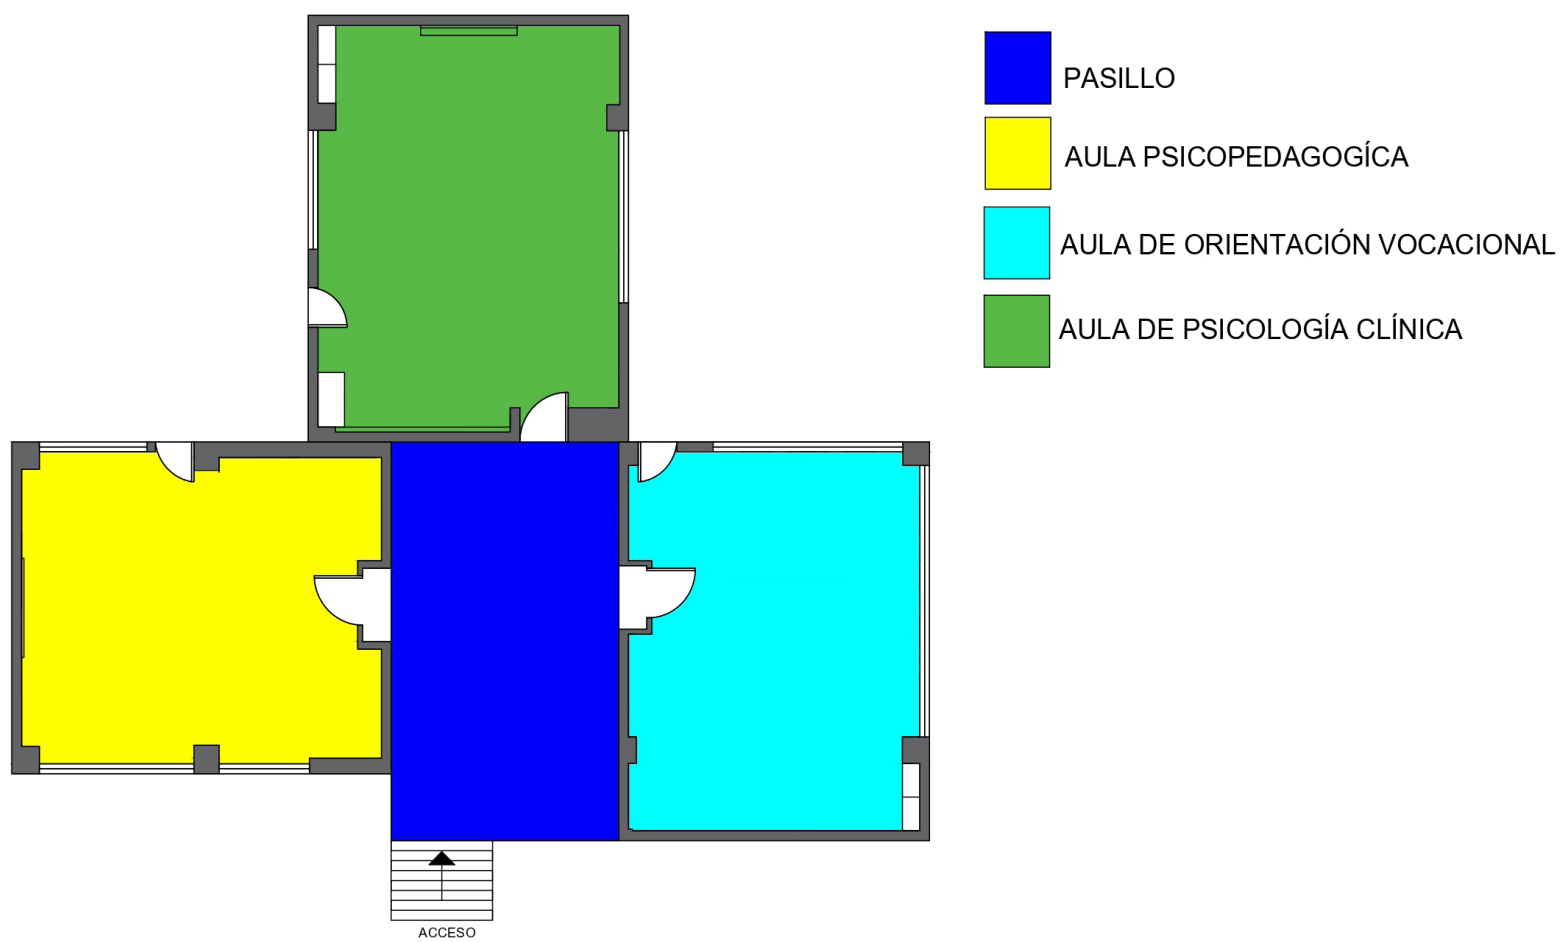 PASILLO
AULA PSICOPEDAGOGÍCA
AULA DE ORIENTACIÓN VOCACIONAL
AULA DE PSICOLOGÍA CLÍNICA
ACCESO